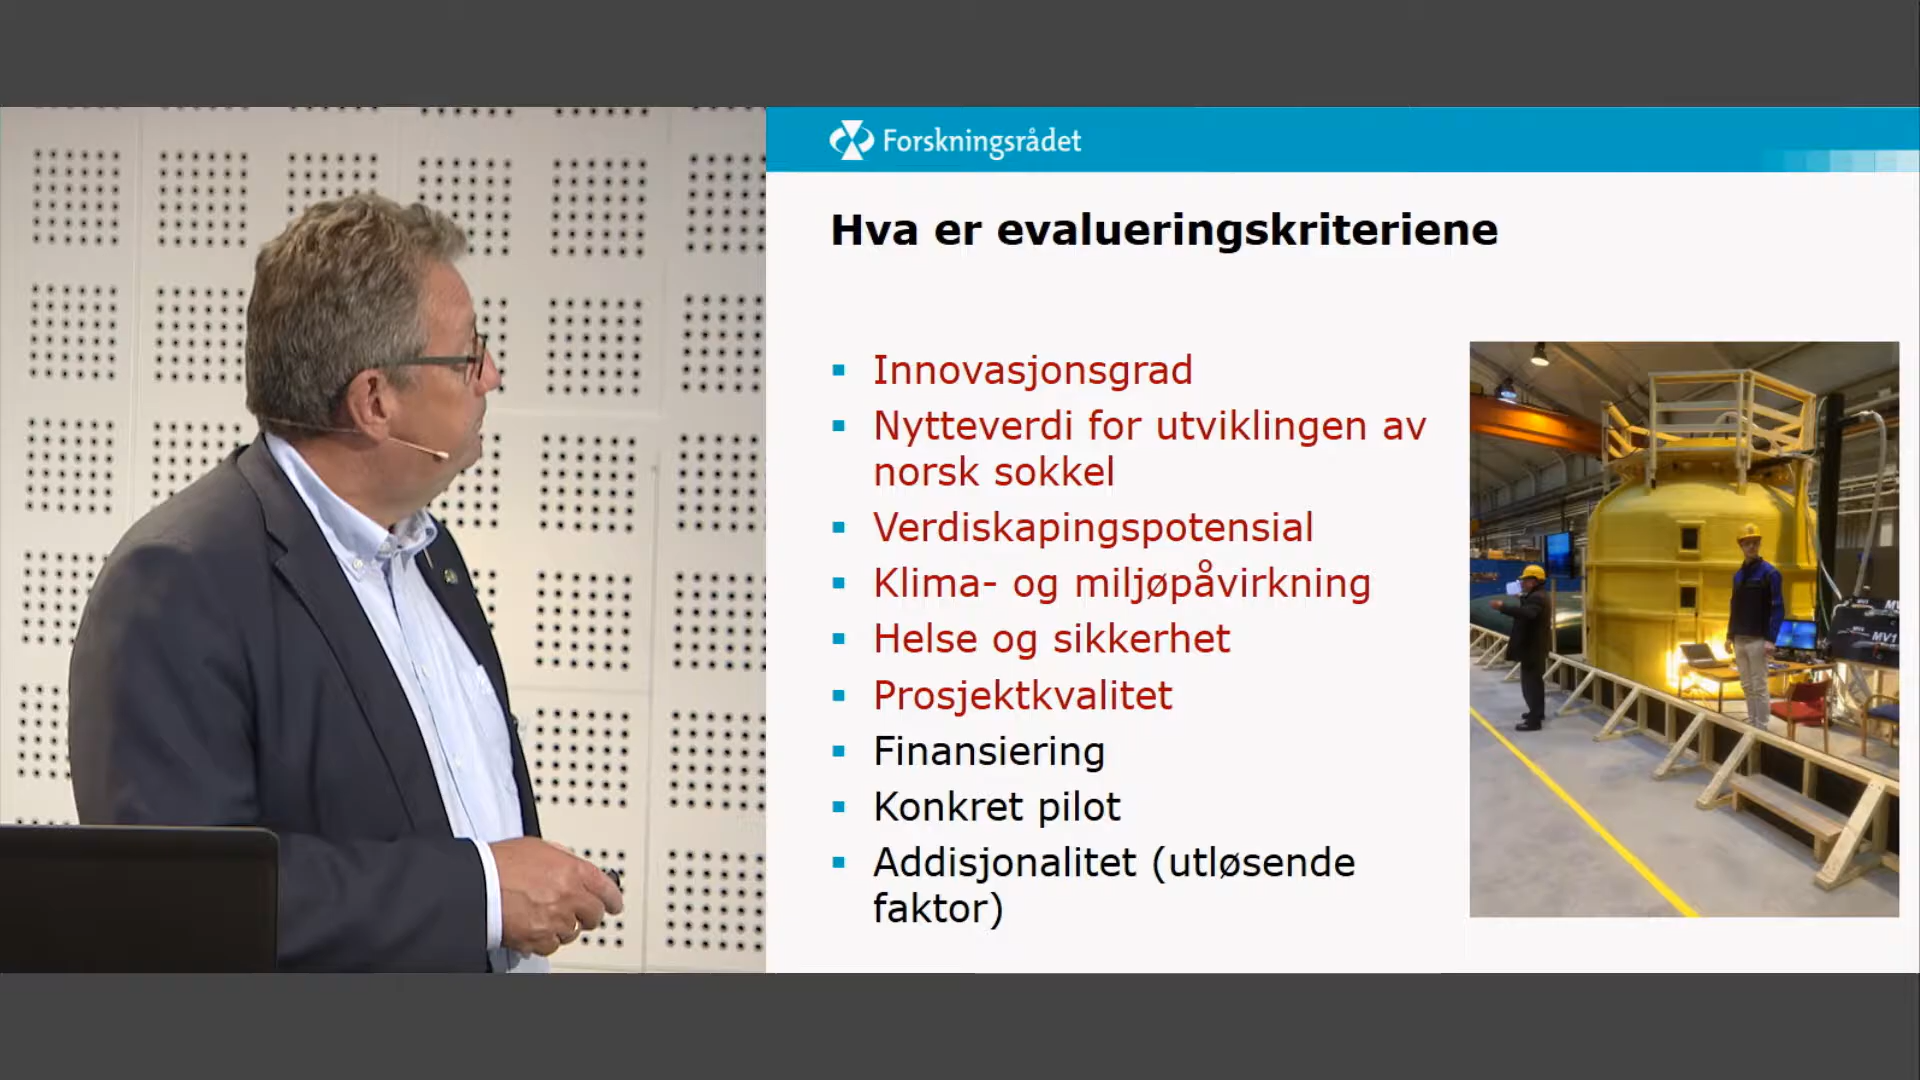 Forskningsrådet
Hva er evalueringskriteriene
Innovasjonsgrad
Nytteverdi for utviklingen av
norsk sokkel
Verdiskapingspotensial
Klima- og miljøpåvirkning
Helse og sikkerhet
Prosjektkvalitet
Finansiering
Konkret pilot
Addisjonalitet (utløsende
faktor)
MV1